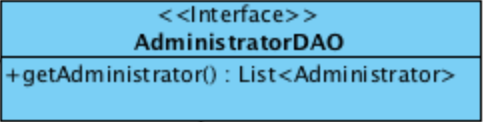 <<Interface>>
AdministratorDAO
+getAdministrator() : List<Administrator>